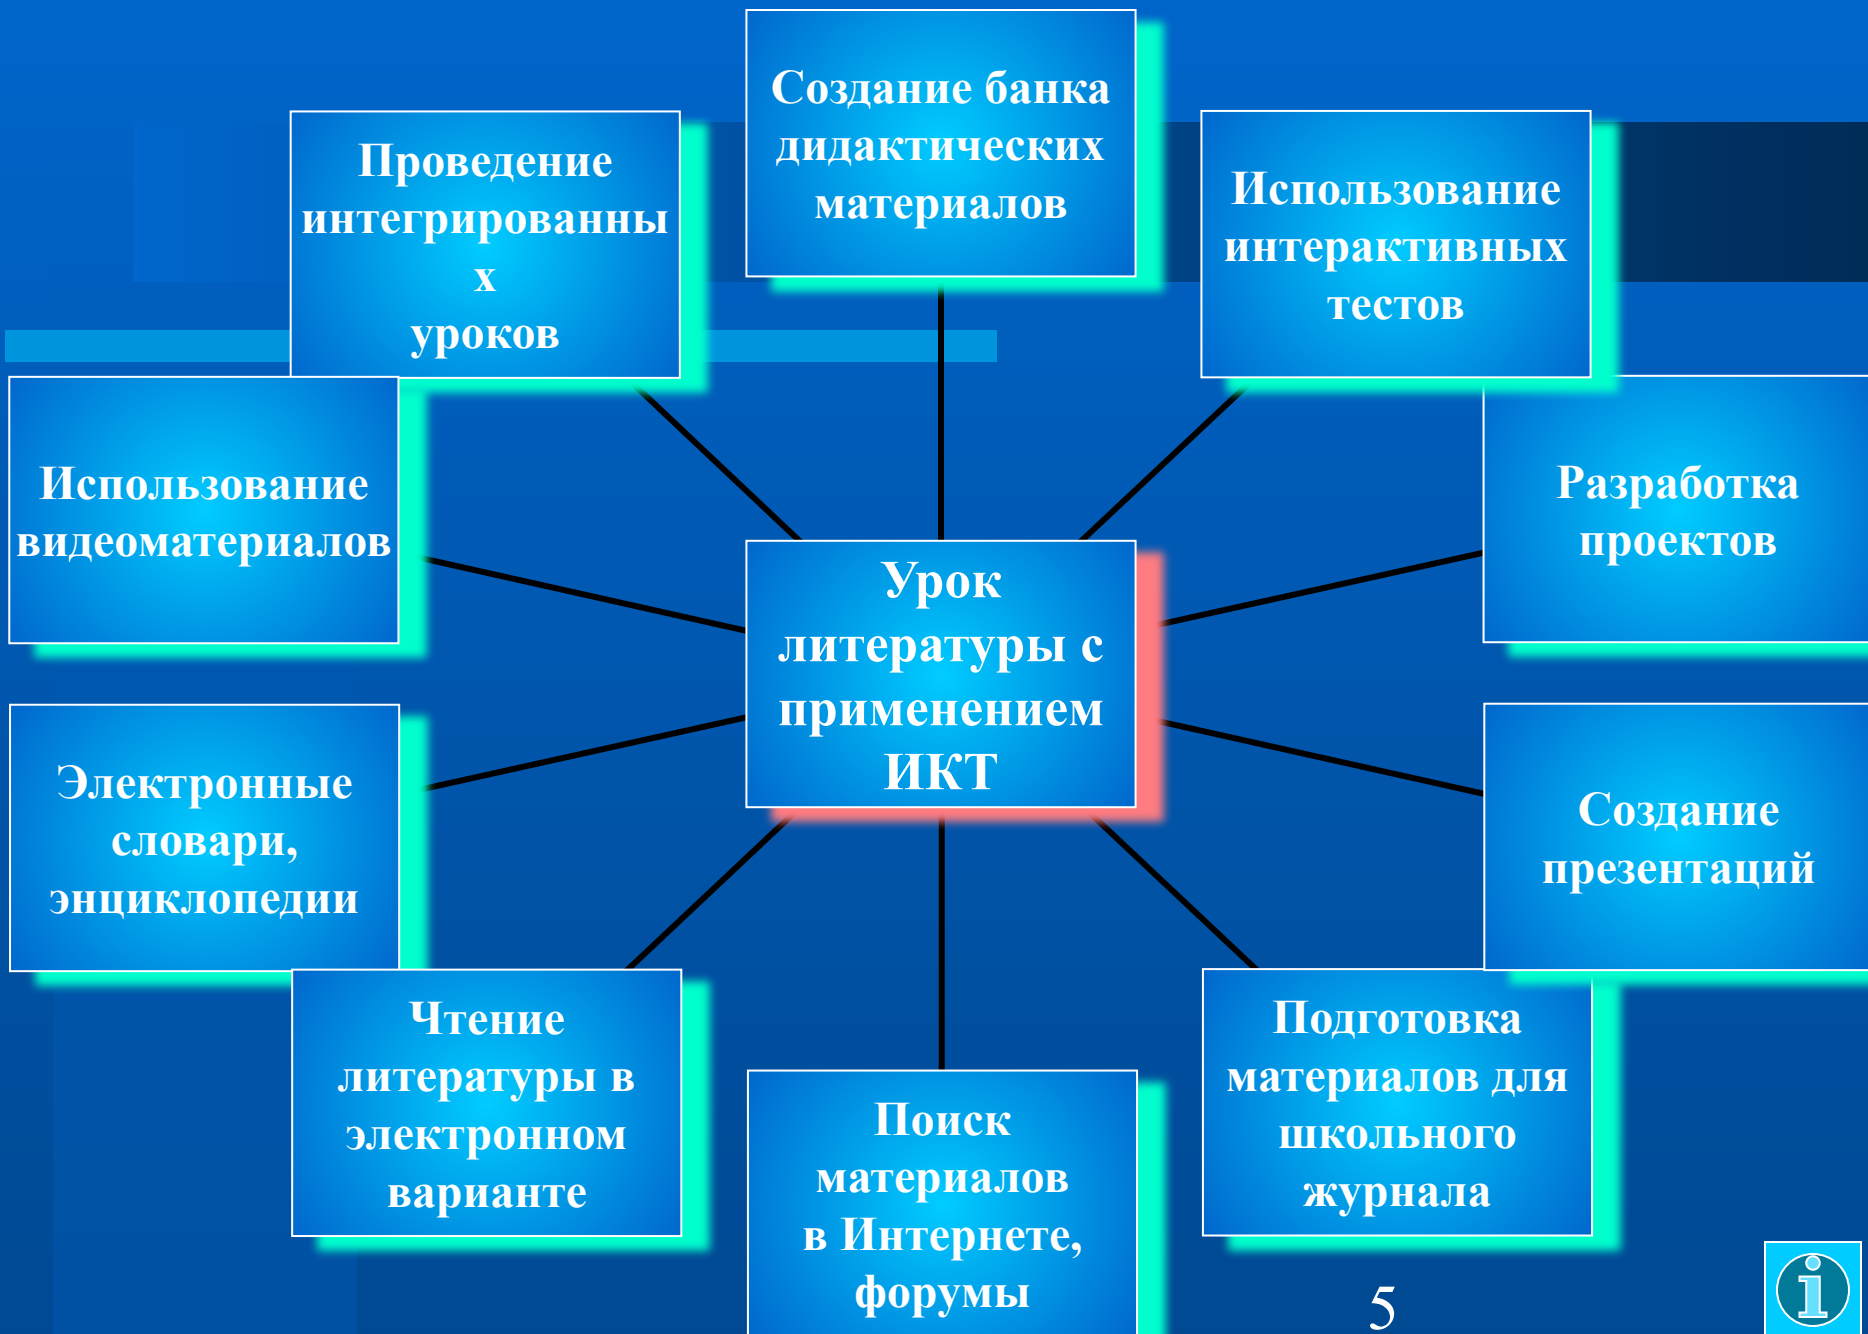 Создание банка
дидактических
материалов
Проведение
интегрированны
х
уроков
Использование
интерактивных
тестов
Использование
видеоматериалов
Разработка
проектов
Урок
литературы с
применением
ИКТ
Электронные
словари,
энциклопедии
Создание
презентаций
Чтение
литературы в
электронном
варианте
Поиск
материалов
в Интернете,
форумы
Подготовка
материалов для
школьного
журнала
5